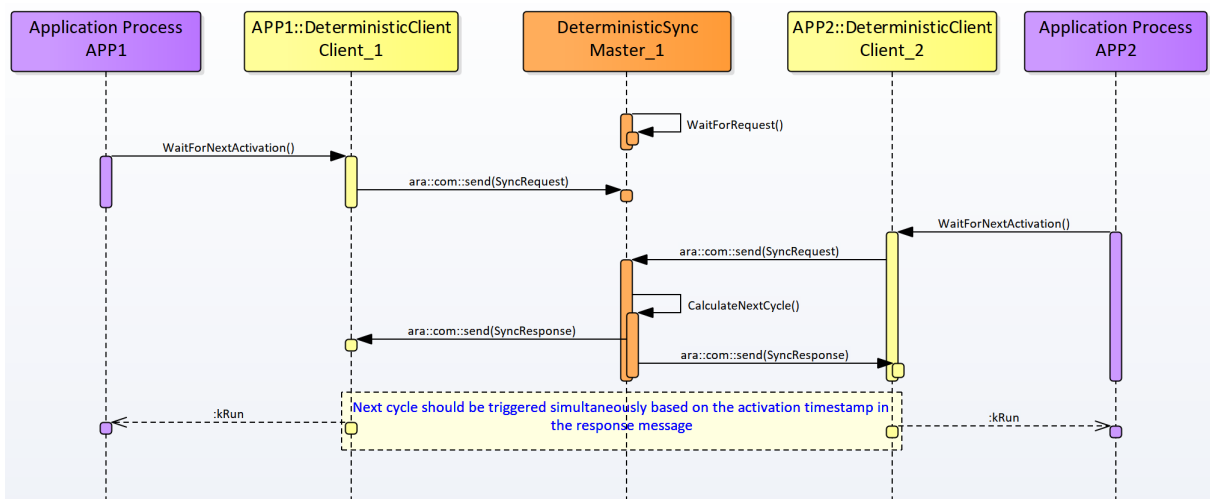 Application Process
APP1
APP1::DeterministicClient
Client_1
DeterministicSync
Master_1
APP2::DeterministicClient
Client_2
Application Process
APP2
WaitForRequest()
WaitForNextActivation()
ara::com::send(SyncRequest)
WaitForNextActivation()
ara::com::send(SyncRequest)
CalculateNextCycle()
ara::com::send(SyncResponse)
ara::com::send(SyncResponse)
Next cycle should be triggered simultaneously based on the activation timestamp in
the response message
:kRun
:kRun